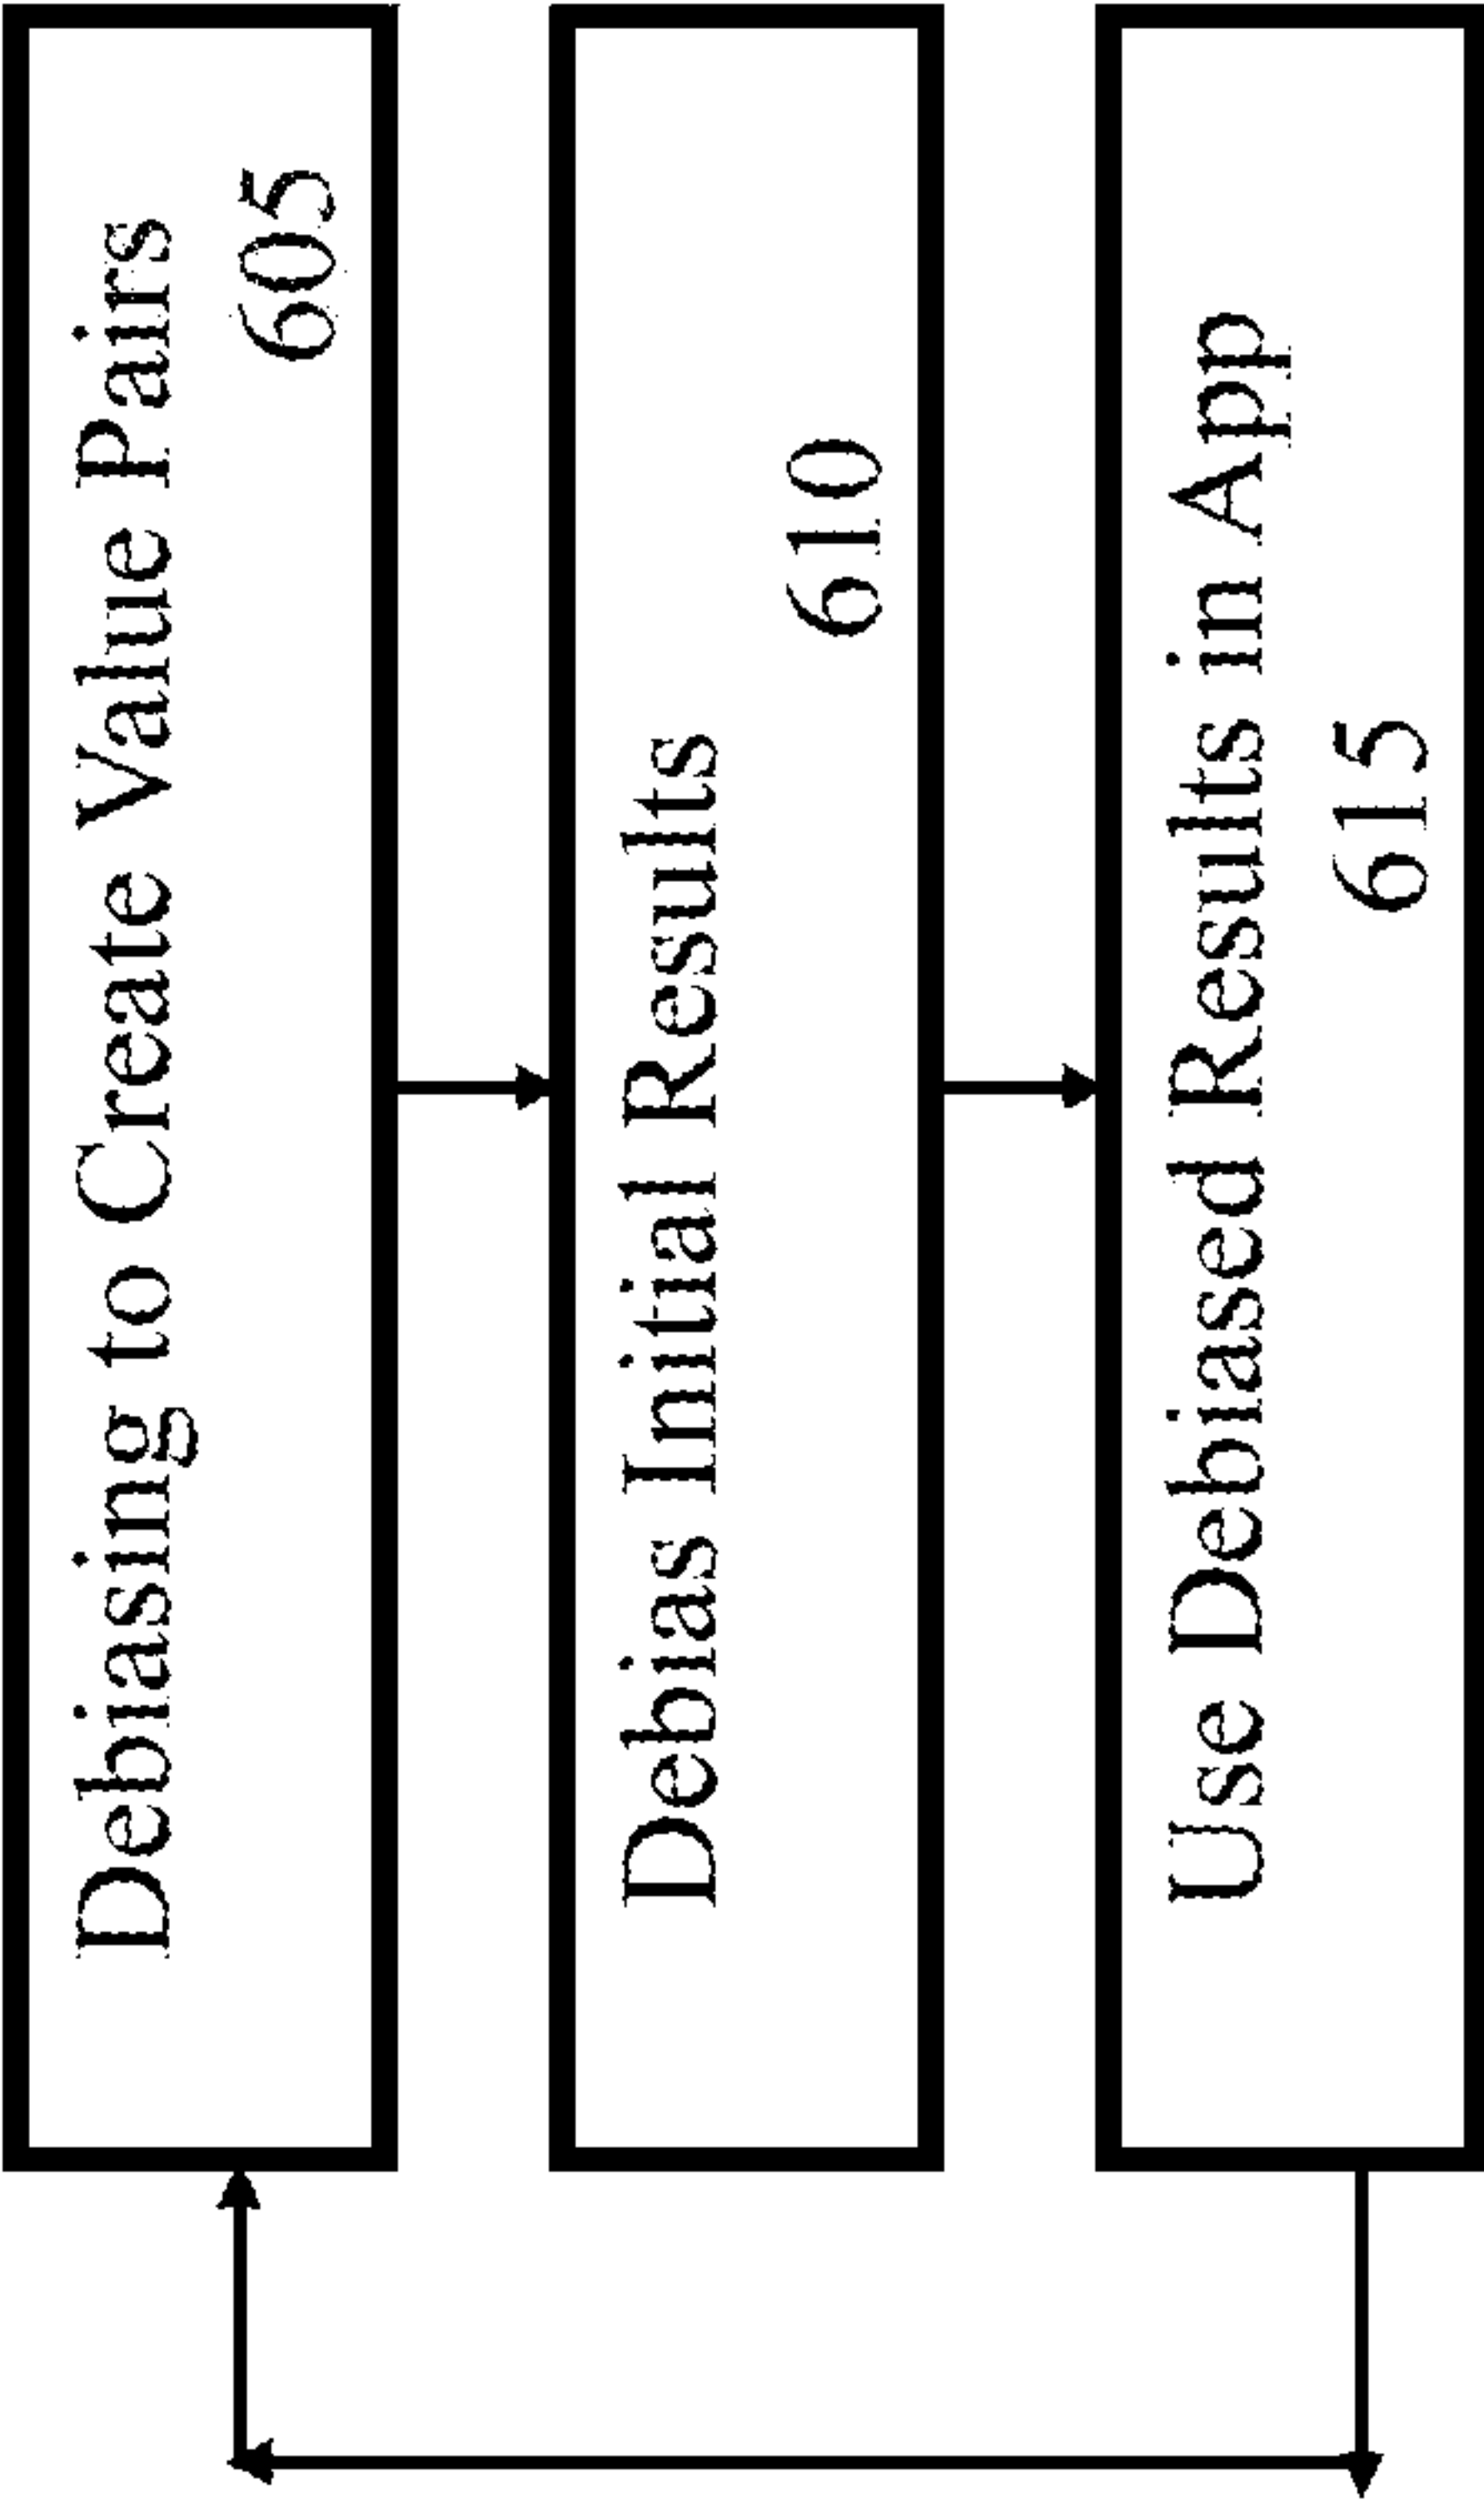 Debiasing to Create Value Pairs
605
Debias Initial Results
610
Use Debiased Results in App
615